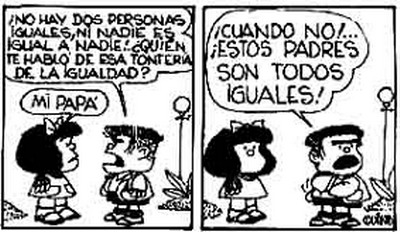 ¡NO HAY DOS PERSONAS
IGUALES, NI NADIE ES
IGUAL A NADIE! ¿QUIÉN
TE HABLÓ DE ESA TONTERÍA
DE LA IGUALDAD?
MI PAPÁ
¡CUANDO NO!...
¡ESTOS PADRES
SON TODOS
IGUALES!
©QUINO